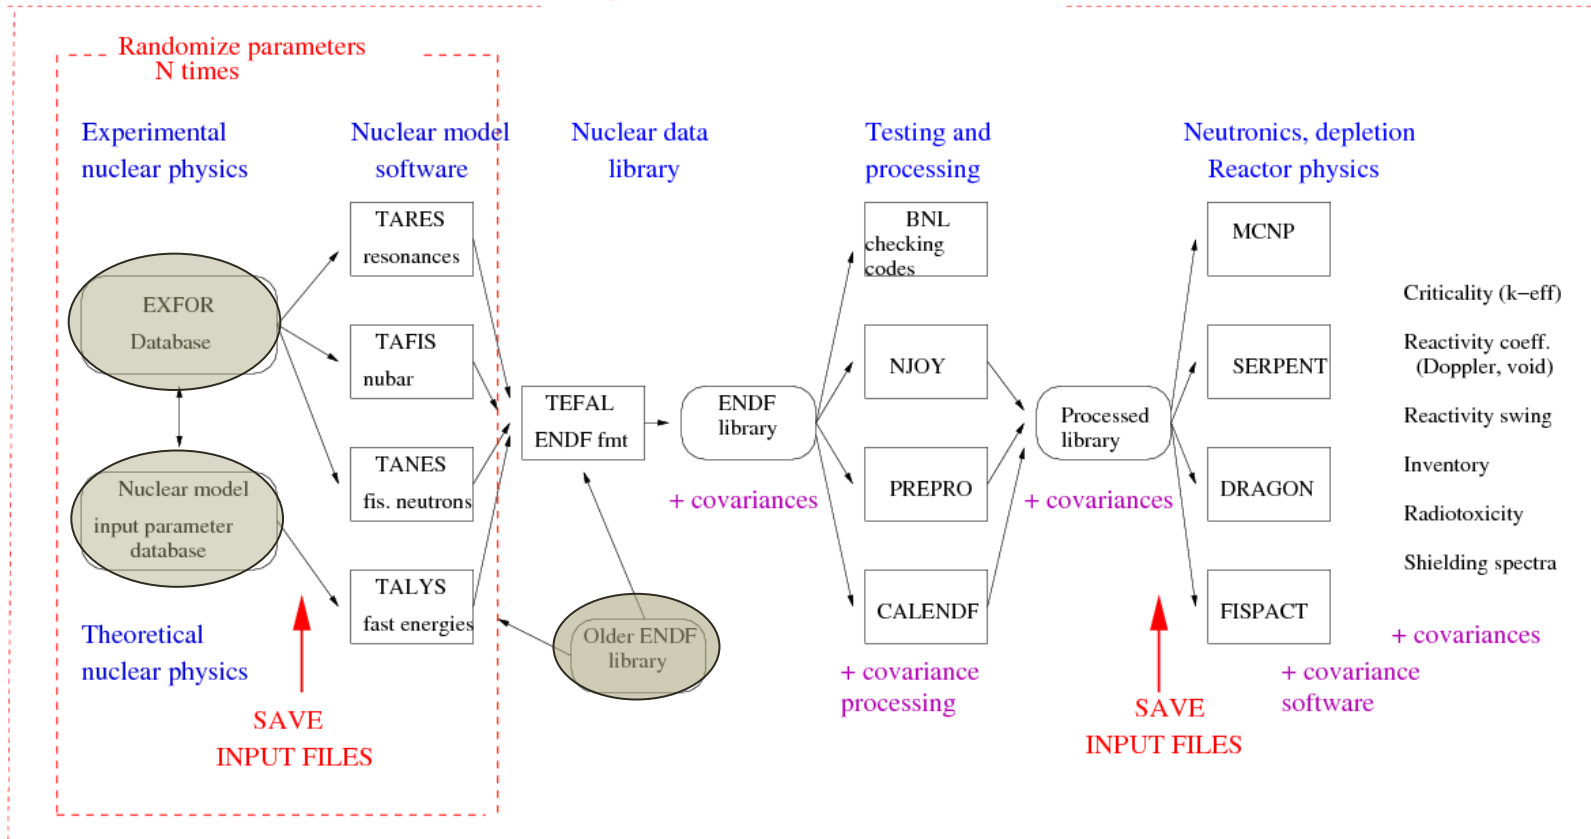 Randomize parameters
N times
Experimental
nuclear physics
Nuclear model
software
Nuclear data
library
Testing and
processing
Neutronics, depletion
Reactor physics
EXFOR
Database
Nuclear model
input parameter
database
Theoretical
nuclear physics
TARES
resonances
TAFIS
nubar
TANES
fis. neutrons
TALYS
fast energies
SAVE
INPUT FILES
TEFAL
ENDF fmt
Older ENDF
library
ENDF
library
+ covariances
BNL
checking
codes
NJOY
PREPRO
CALENDF
+ covariance
processing
Processed
library
+ covariances
SAVE
INPUT FILES
MCNP
SERPENT
DRAGON
FISPACT
+ covariance
software
Criticality (k−eff)
Reactivity coeff.
(Doppler, void)
Reactivity swing
Inventory
Radiotoxicity
Shielding spectra
+ covariances